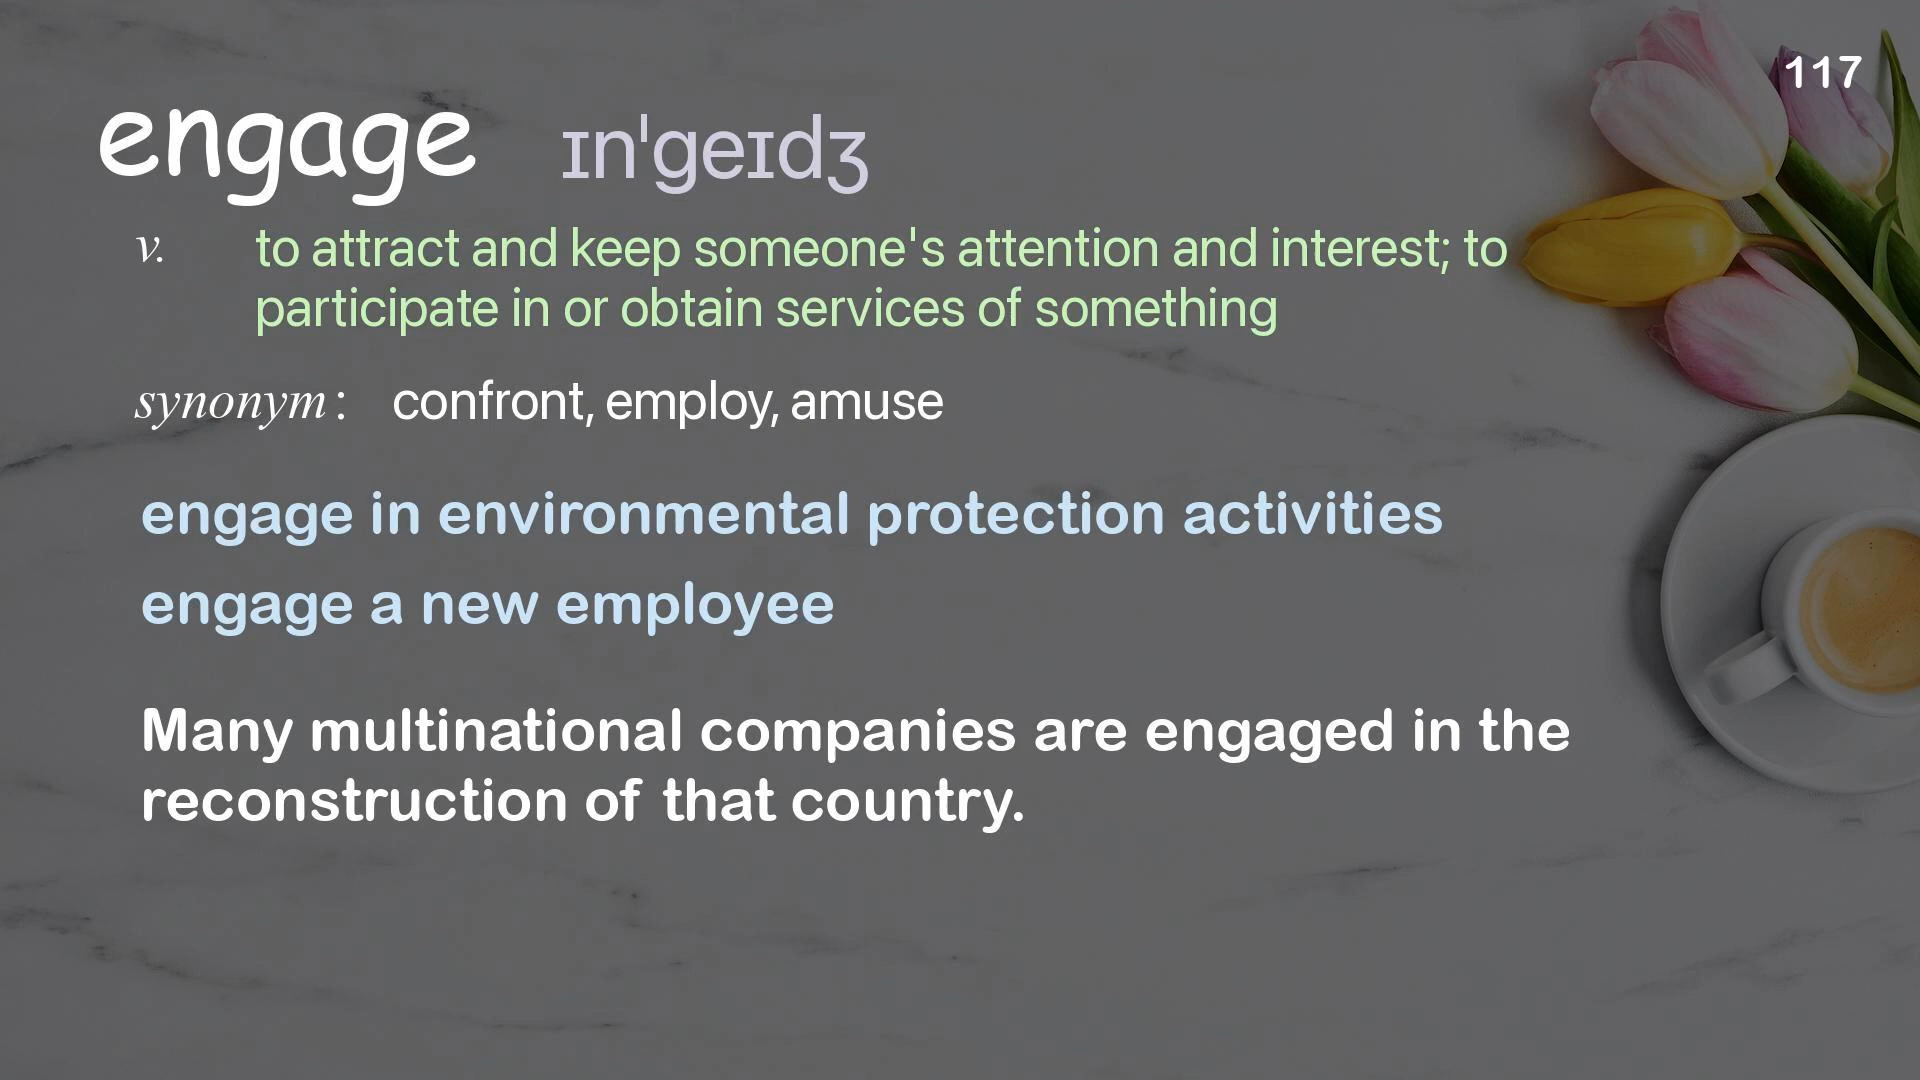 117
engage ɪnˈgeɪdʒ
v. to attract and keep someone's attention and interest; to
participate in or obtain services of something
synonym: confront, employ, amuse
engage in environmental protection activities
engage a new employee
Many multinational companies are engaged in the
reconstruction of that country.